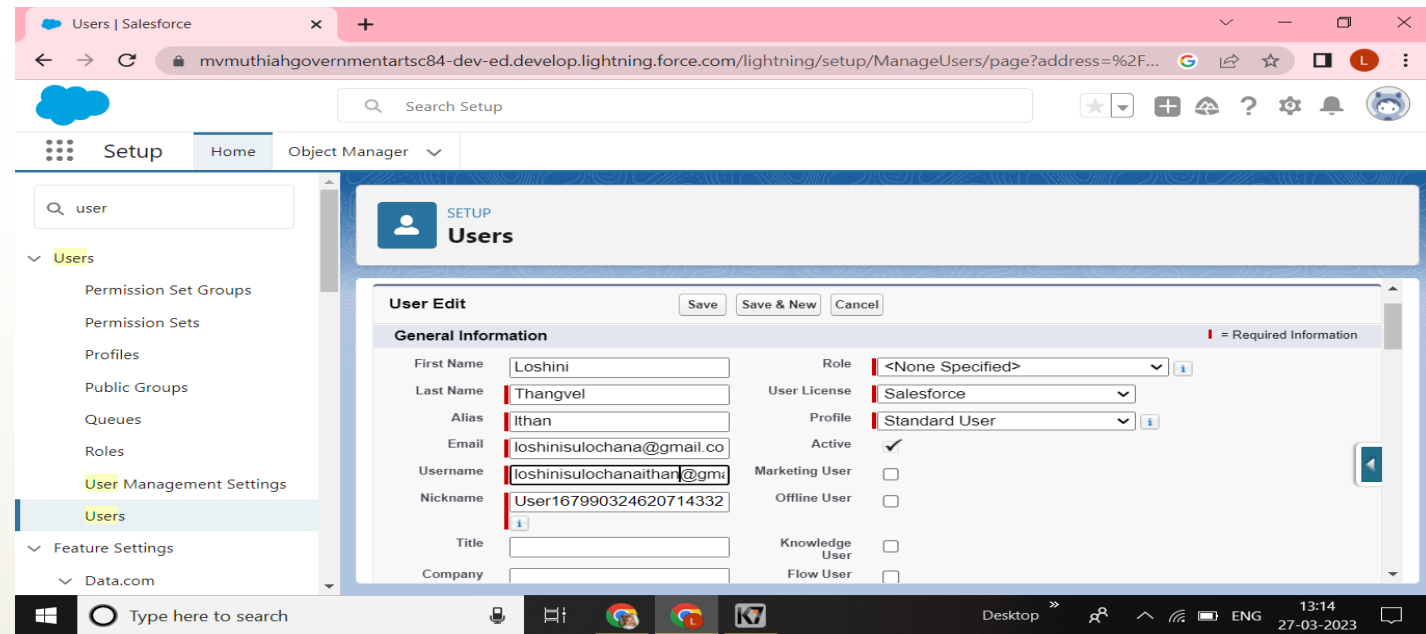 Users | Salesforce
mvmuthiahgovernmentartsc84-dev-ed.develop.lightning.force.com/lightning/setup/ManageUsers/page?address=%2F...
G
L
Search Setup
Setup
Home
Object Manager
user
Users
Permission Set Groups
Permission Sets
Profiles
Public Groups
Queues
Roles
User Management Settings
Users
Feature Settings
Data.com
SETUP
Users
User Edit
Save
Save & New
Cancel
General Information
= Required Information
First Name Loshini
Role <None Specified>
Last Name Thangvel
User License Salesforce
Alias lthan
Profile Standard User
Email loshinisulochana@gmail.co
Active
Username loshinisulochanaithan@gma
Marketing User
Nickname User167990324620714332
Offline User
Title
Knowledge
User
Company
Flow User
Type here to search
L
K7
Desktop
ENG
13:14
27-03-2023